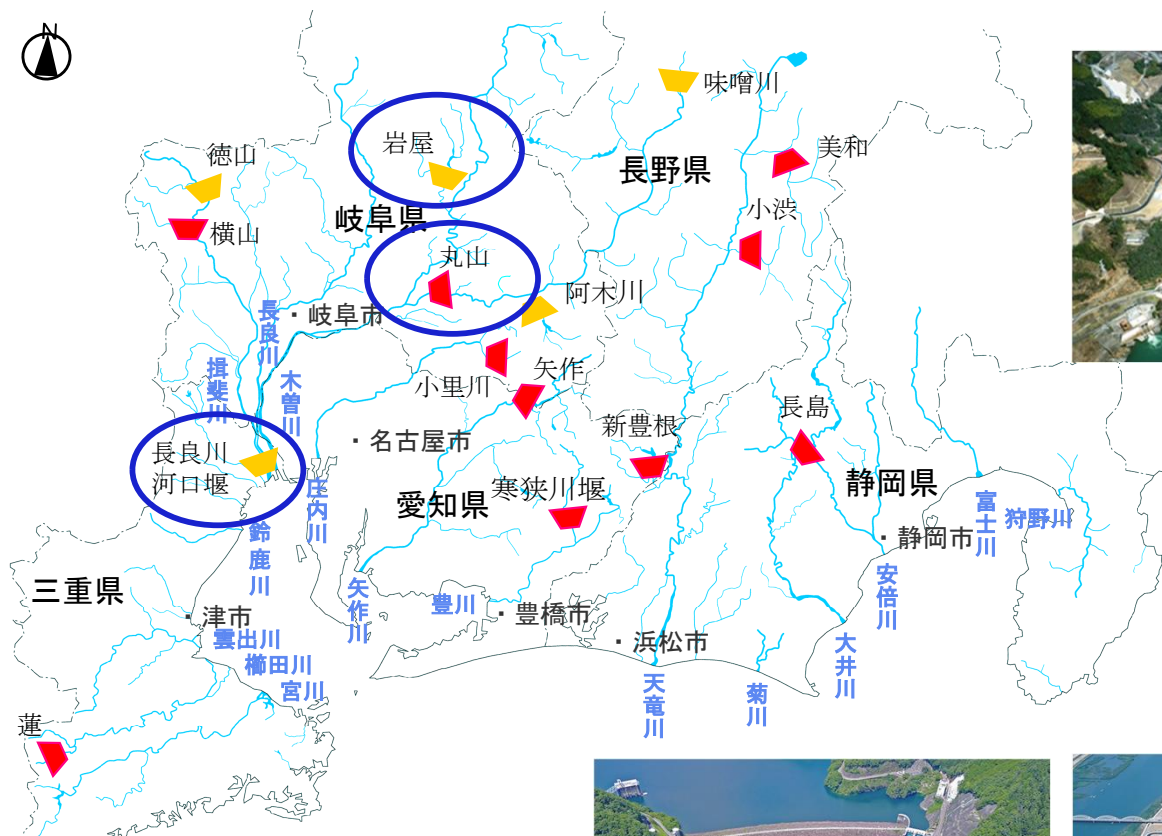 N
味噌川
岩屋
長野県
美和
徳山
小渋
横山
岐阜県
丸山
阿木川
長良川
岐阜市
揖斐川
木曽川
小里川
矢作
長島
新豊根
名古屋市
長良川
河口堰
庄内川
愛知県
寒狭川堰
静岡県
富士川
狩野川
鈴鹿川
静岡市
安倍川
三重県
矢作川
豊川
豊橋市
津市
雲出川
浜松市
大井川
櫛田川
宮川
天竜川
菊川
蓮